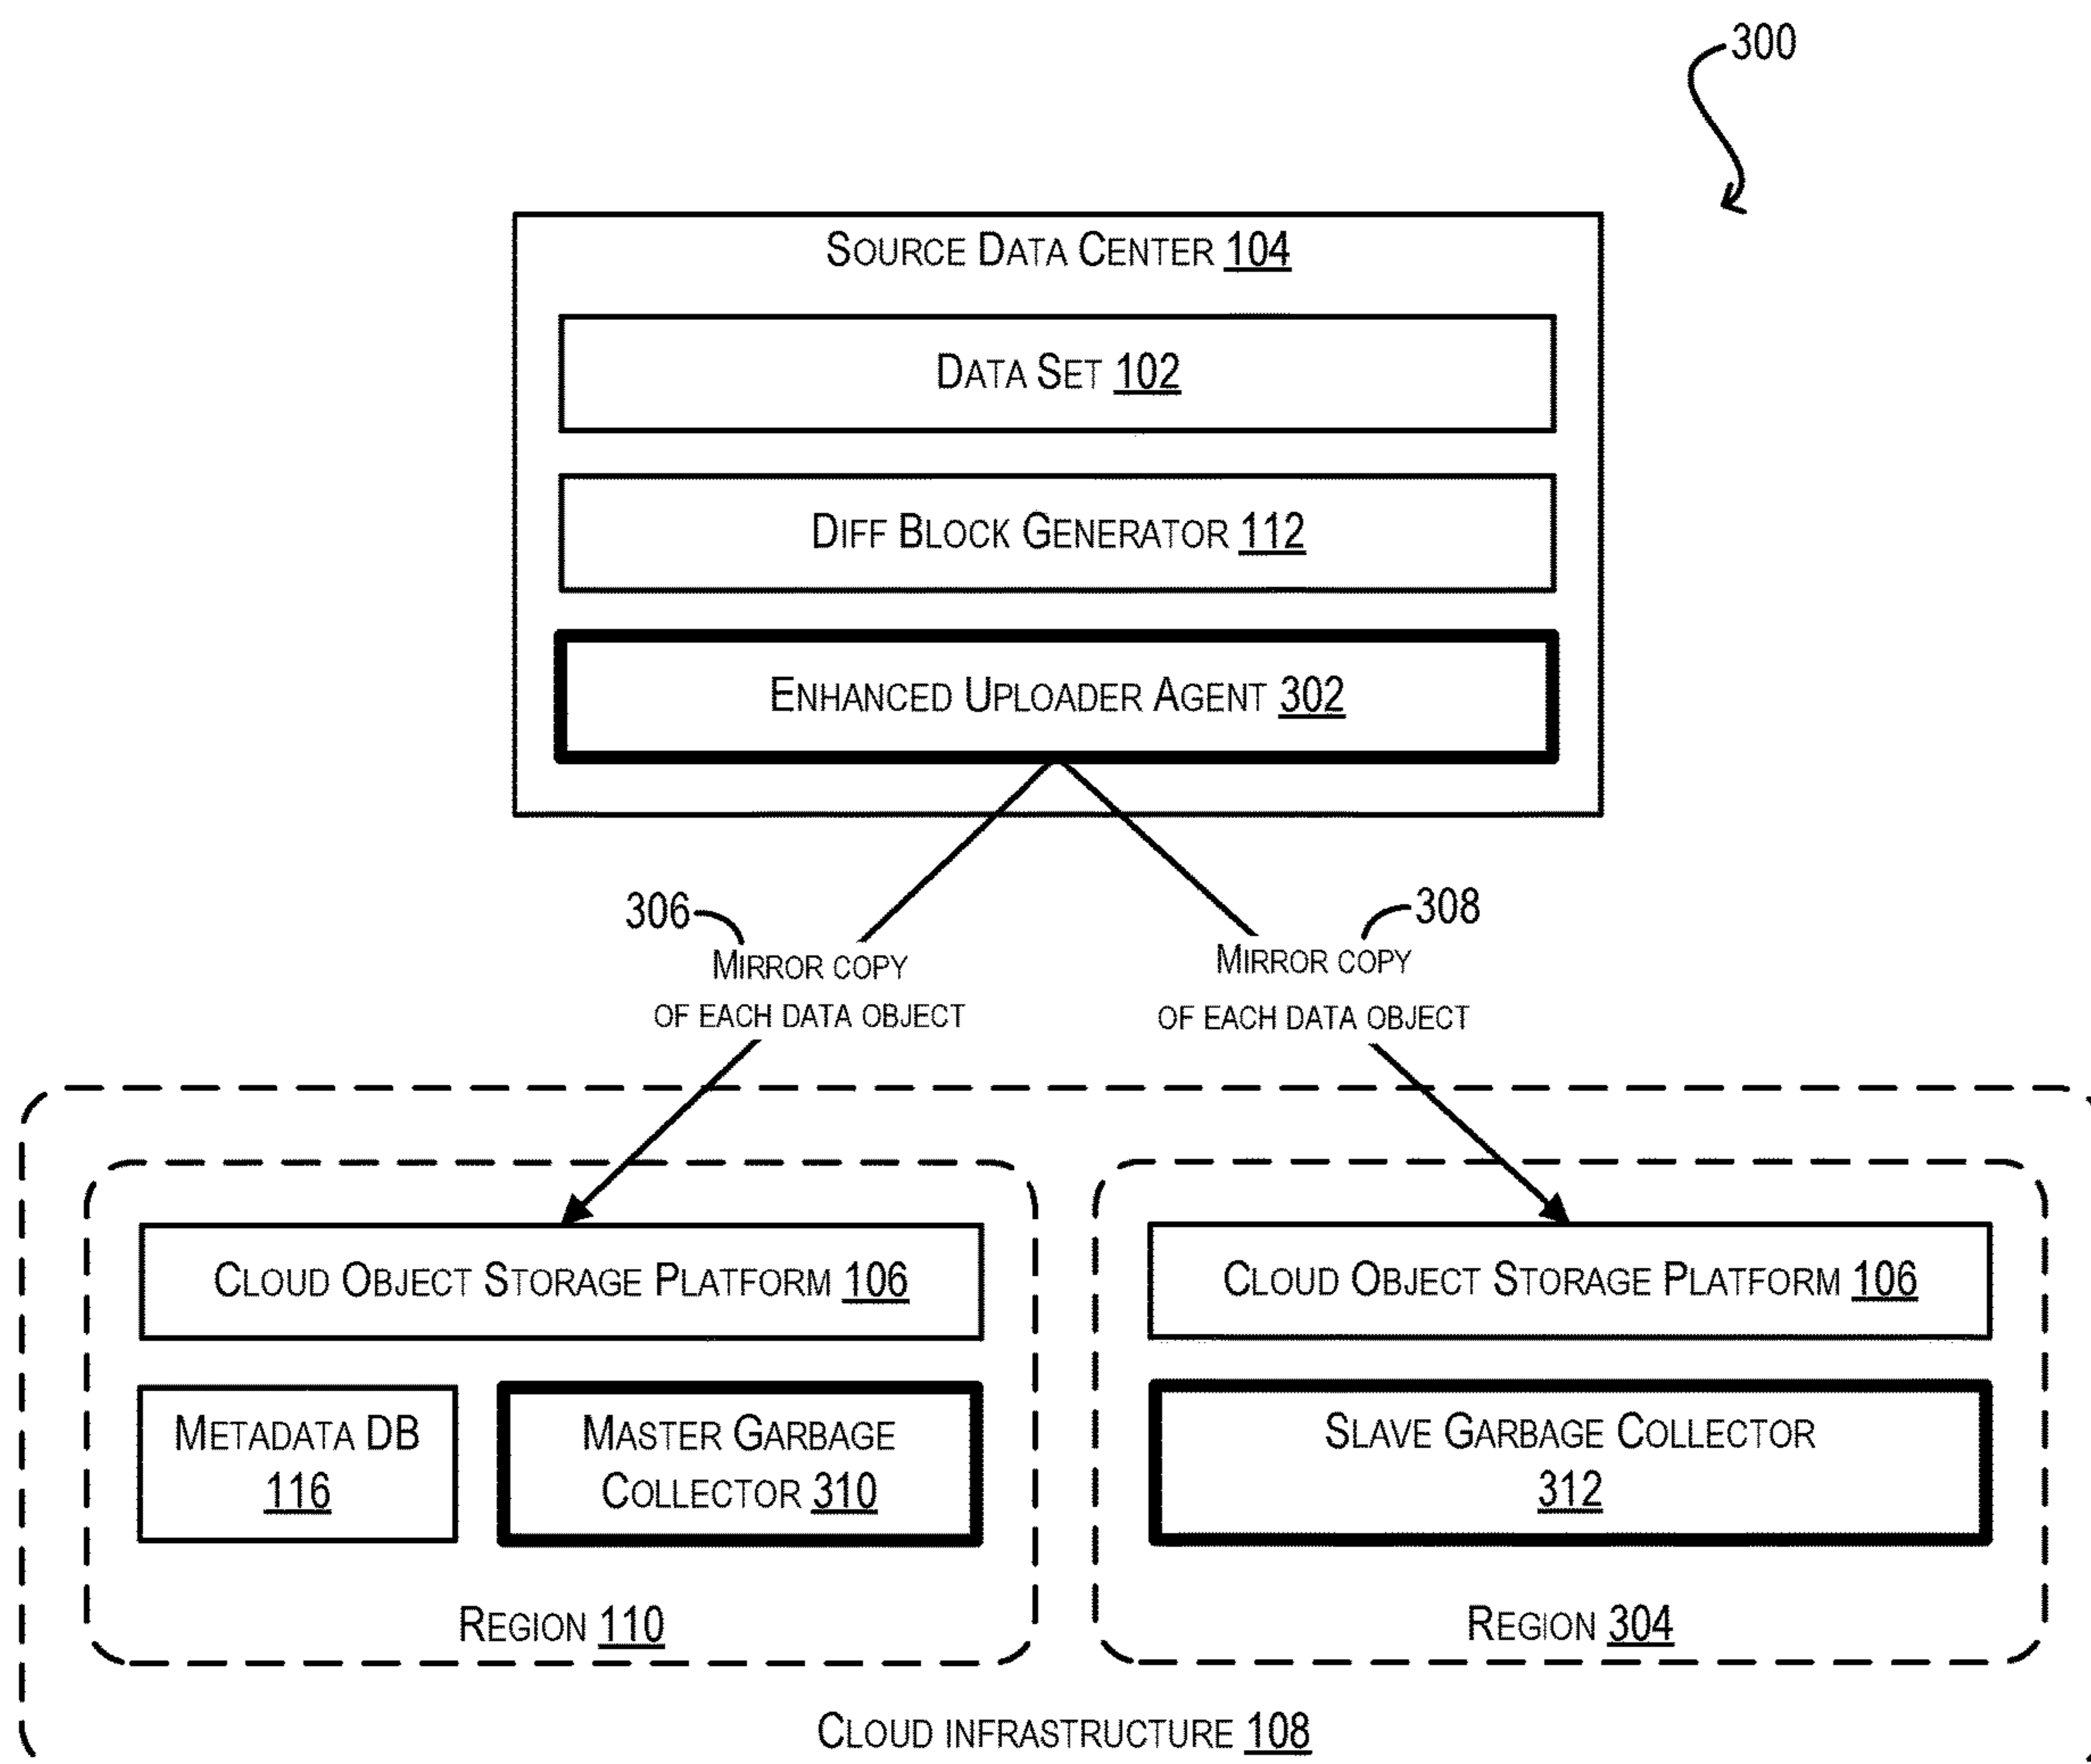 300
SOURCE DATA CENTER 104
DATA SET 102
DIFF BLOCK GENERATOR 112
ENHANCED UPLOADER AGENT 302
306
MIRROR COPY
OF EACH DATA OBJECT
308
MIRROR COPY
OF EACH DATA OBJECT
CLOUD OBJECT STORAGE PLATFORM 106
METADATA DB
116
MASTER GARBAGE
COLLECTOR 310
REGION 110
CLOUD OBJECT STORAGE PLATFORM 106
SLAVE GARBAGE COLLECTOR
312
REGION 304
CLOUD INFRASTRUCTURE 108